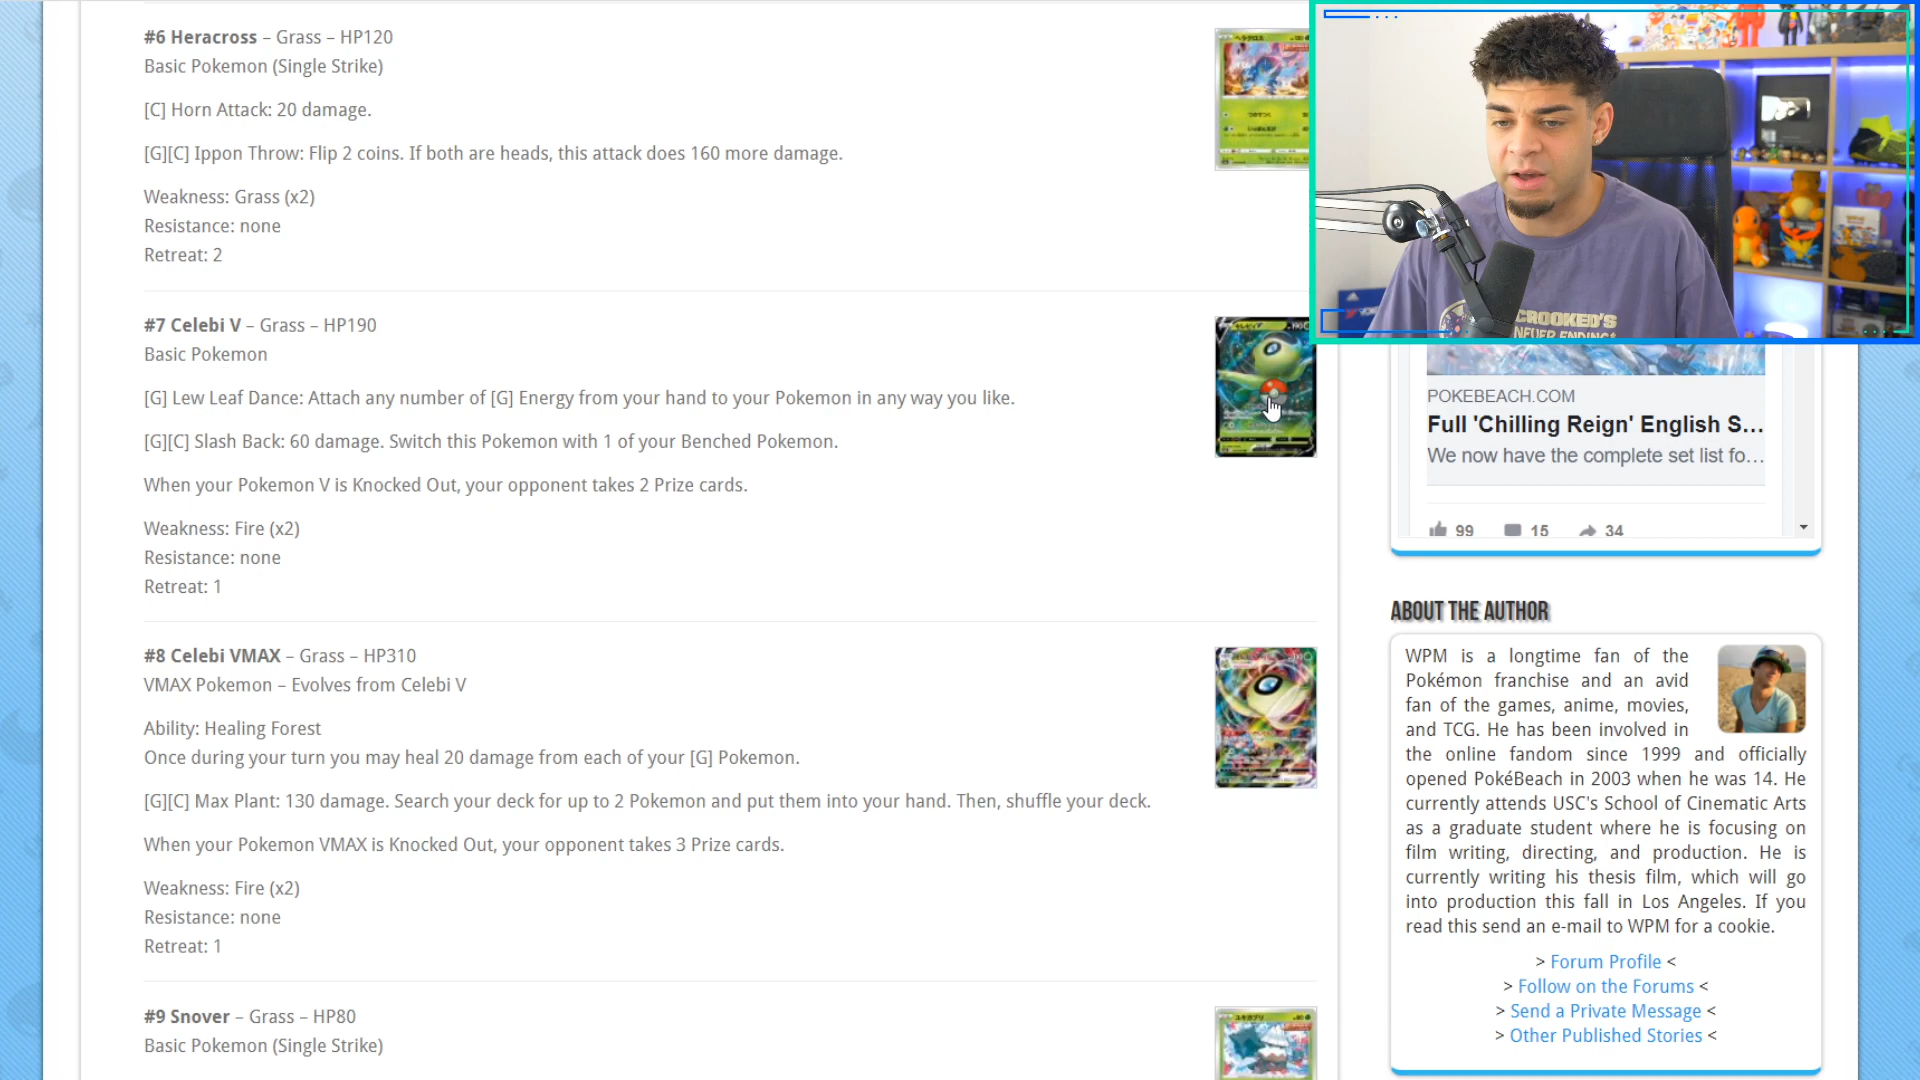 #6 Heracross – Grass – HP120
Basic Pokemon (Single Strike)
[C] Horn Attack: 20 damage.
[G][C] Ippon Throw: Flip 2 coins. If both are heads, this attack does 160 more damage.
Weakness: Grass (x2)
Resistance: none
Retreat: 2
#7 Celebi V – Grass – HP190
Basic Pokemon
[G] Lew Leaf Dance: Attach any number of [G] Energy from your hand to your Pokemon in any way you like.
[G][C] Slash Back: 60 damage. Switch this Pokemon with 1 of your Benched Pokemon.
When your Pokemon V is Knocked Out, your opponent takes 2 Prize cards.
Weakness: Fire (x2)
Resistance: none
Retreat: 1
#8 Celebi VMAX – Grass – HP310
VMAX Pokemon – Evolves from Celebi V
Ability: Healing Forest
Once during your turn you may heal 20 damage from each of your [G] Pokemon.
[G][C] Max Plant: 130 damage. Search your deck for up to 2 Pokemon and put them into your hand. Then, shuffle your deck.
When your Pokemon VMAX is Knocked Out, your opponent takes 3 Prize cards.
Weakness: Fire (x2)
Resistance: none
Retreat: 1
#9 Snover – Grass – HP80
Basic Pokemon (Single Strike)
CROOKED'S
NEVER ENDING
POKEBEACH.COM
Full 'Chilling Reign' English S...
We now have the complete set list fo...
99 15 34
ABOUT THE AUTHOR
WPM is a longtime fan of the
Pokémon franchise and an avid
fan of the games, anime, movies,
and TCG. He has been involved in
the online fandom since 1999 and officially
opened PokéBeach in 2003 when he was 14. He
currently attends USC's School of Cinematic Arts
as a graduate student where he is focusing on
film writing, directing, and production. He is
currently writing his thesis film, which will go
into production this fall in Los Angeles. If you
read this send an e-mail to WPM for a cookie.
> Forum Profile <
> Follow on the Forums <
> Send a Private Message <
> Other Published Stories <